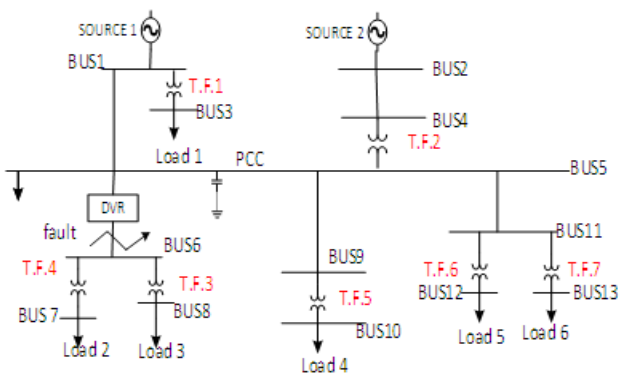 SOURCE 1
SOURCE 2
BUS1
BUS2
T.F.1
BUS3
BUS4
Load 1
T.F.2
PCC
BUS5
DVR
fault
BUS6
BUS11
T.F.4
T.F.3
BUS9
T.F.6
T.F.7
BUS12
BUS13
T.F.5
BUS 7
BUS8
BUS10
Load 5
Load 6
Load 2
Load 3
Load 4